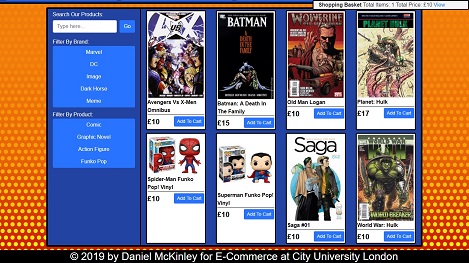 Shopping Basket Total Items: 1 Total Price: £10 View
Search Our Products:
Type here...
Go
Filter By Brand:
Marvel
DC
Image
Dark Horse
Meme
Filter By Product:
Comic
Graphic Novel
Action Figure
Funko Pop
Avengers Vs X-Men
Omnibus
£10
Add To Cart
BATMAN
A DEATH
IN THE
FAMILY
Batman: A Death In
The Family
£15
Add To Cart
WOLVERINE
OLD MAN LOGAN
Old Man Logan
£10
Add To Cart
PLANET HULK
Planet: Hulk
£17
Add To Cart
Spider-Man Funko
Pop! Vinyl
£10
Add To Cart
Superman Funko Pop!
Vinyl
£10
Add To Cart
Saga
Saga #01
£10
Add To Cart
WORLD WAR
HULK
WORLD BREAKER
World War: Hulk
£10
Add To Cart
© 2019 by Daniel McKinley for E-Commerce at City University London